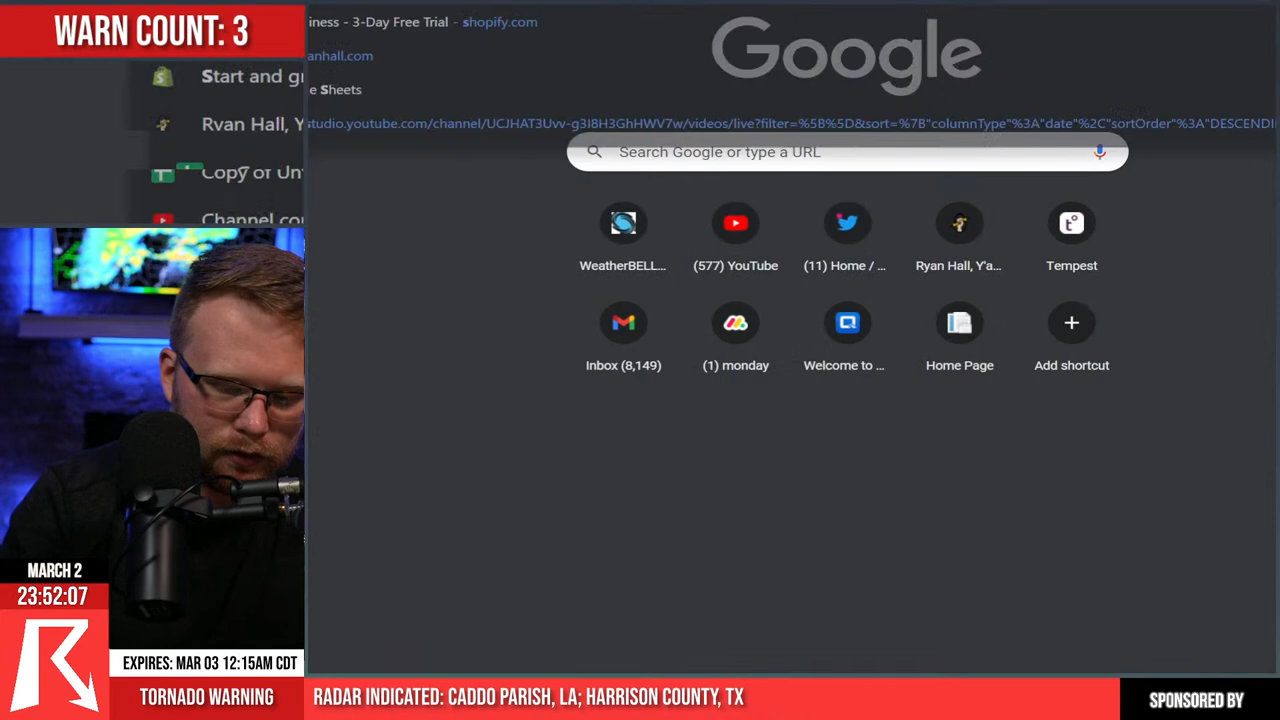 WARN COUNT: 3
Start and gr
Ryan Hall, Y
Copy of Unt
Channel co
iness - 3-Day Free Trial - shopify.com
anhall.com
e Sheets
studio.youtube.com/channel/UCJHAT3Uvv-g3I8H3GhHWV7w/videos/live?filter=%5B%5D&sort=%7B"columnType"%3A"date"%2C"sortOrder"%3A"DESCENDI
Google
Search Google or type a URL
WeatherBELL...
(577) YouTube
(11) Home / ...
Ryan Hall, Y'a...
Tempest
Inbox (8,149)
(1) monday
Welcome to ...
Home Page
Add shortcut
MARCH 2
23:52:07
EXPIRES: MAR 03 12:15AM CDT
TORNADO WARNING
RADAR INDICATED: CADDO PARISH, LA; HARRISON COUNTY, TX
SPONSORED BY